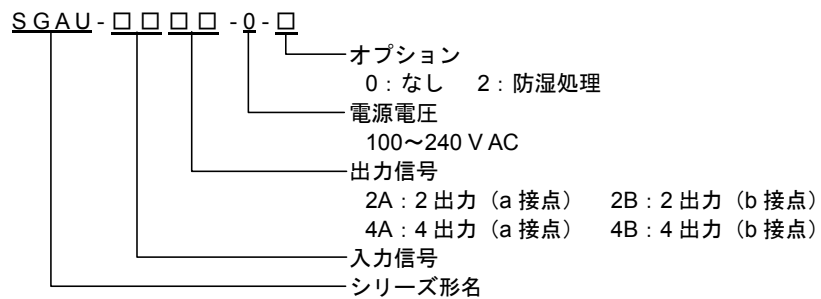 SGAU-□□□□-0-□
オプション
0：なし 2：防湿処理
電源電圧
100～240 V AC
出力信号
2A：2 出力（a 接点） 2B：2 出力（b 接点）
4A：4 出力（a 接点） 4B：4 出力（b 接点）
入力信号
シリーズ形名